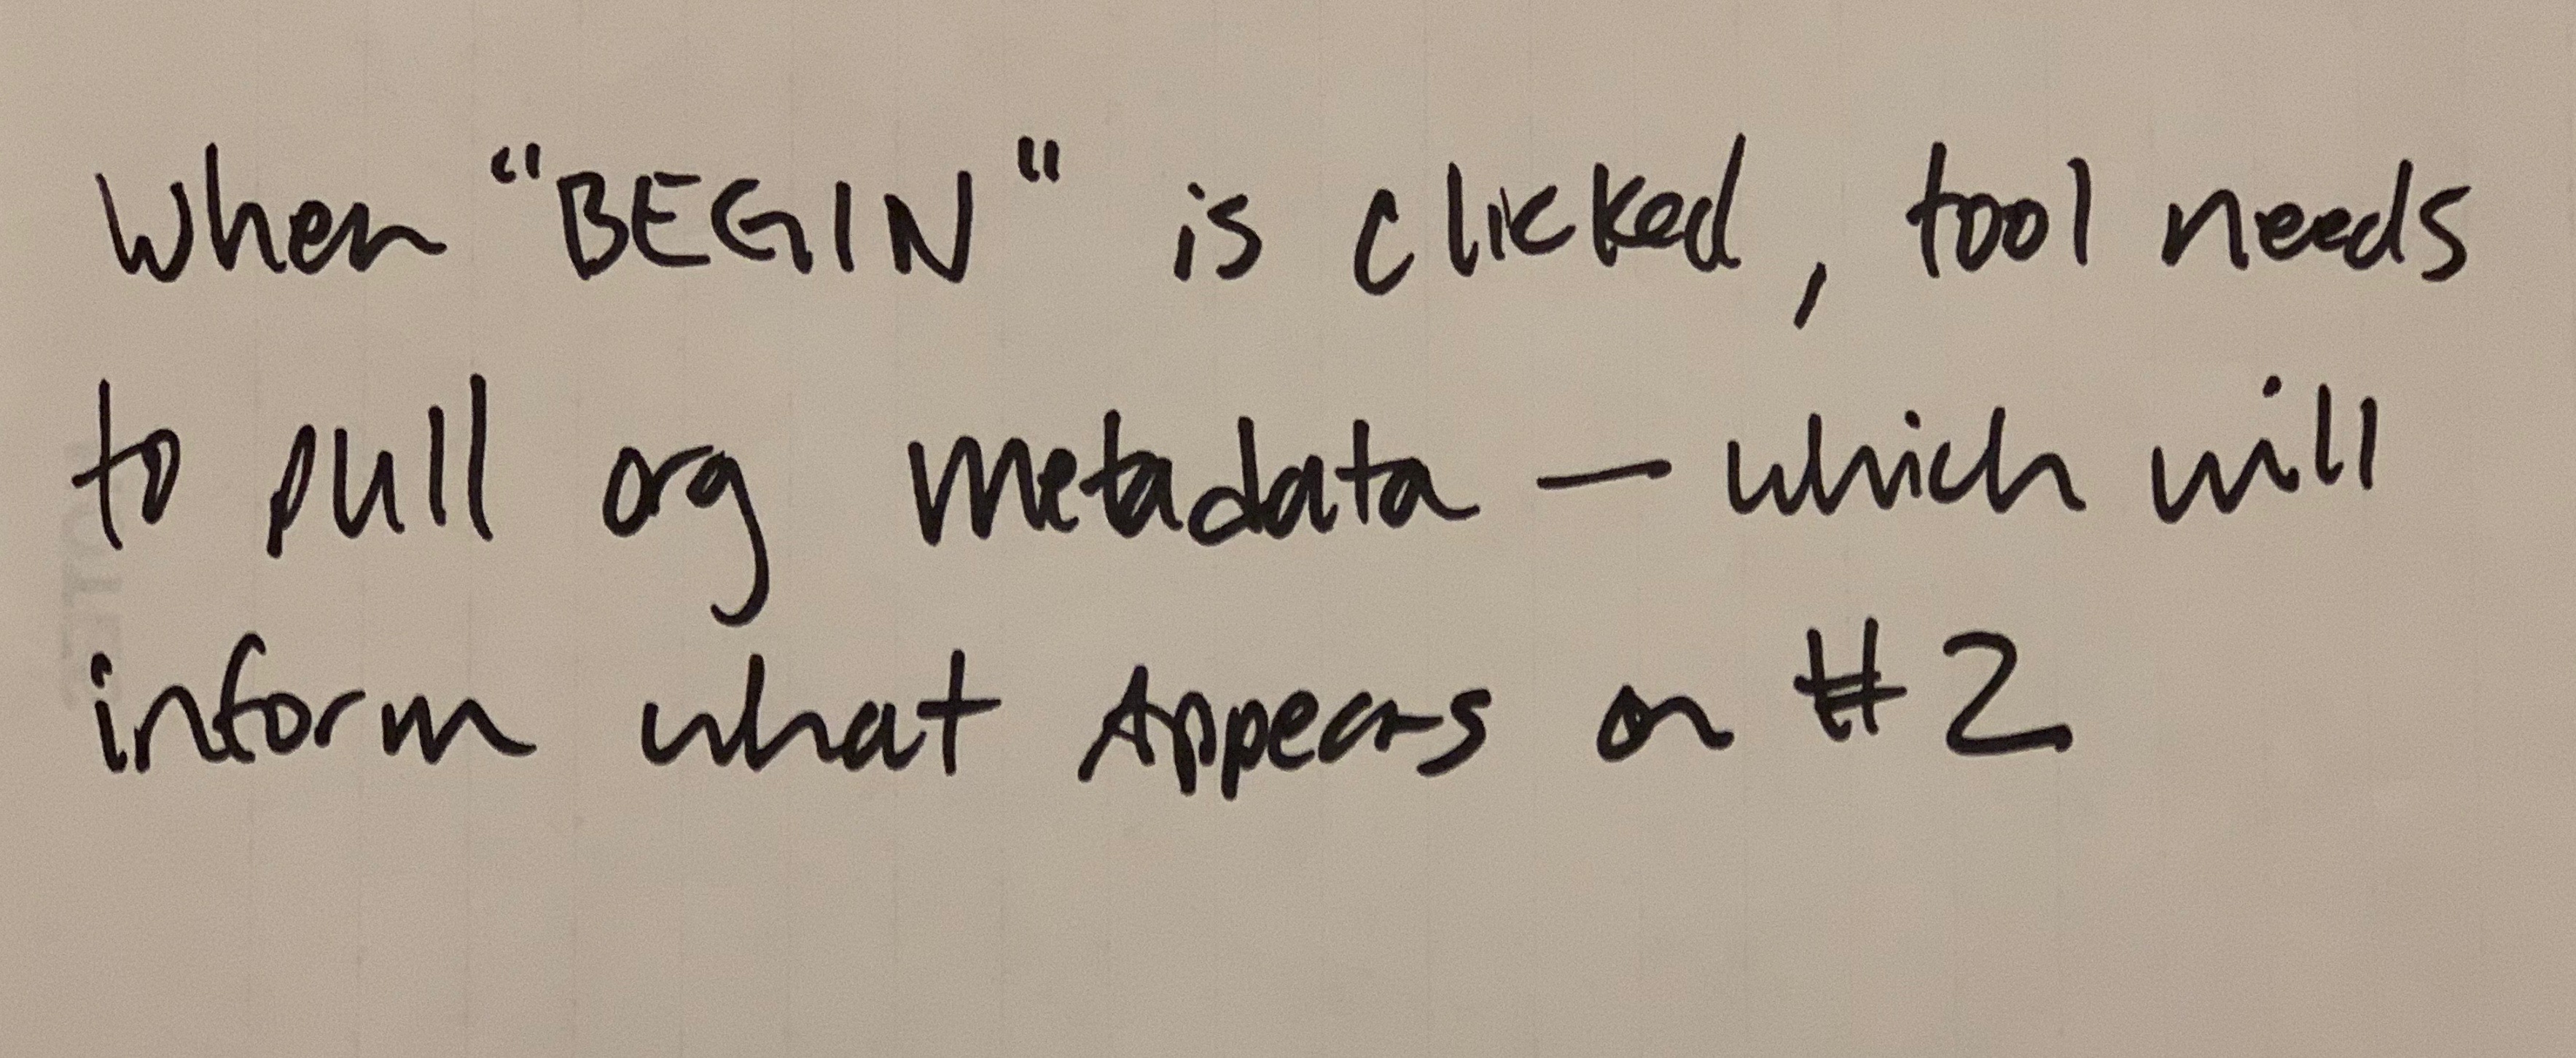 When "BEGIN" is clicked, tool needs
to pull org metadata — which will
inform what Appears on #2